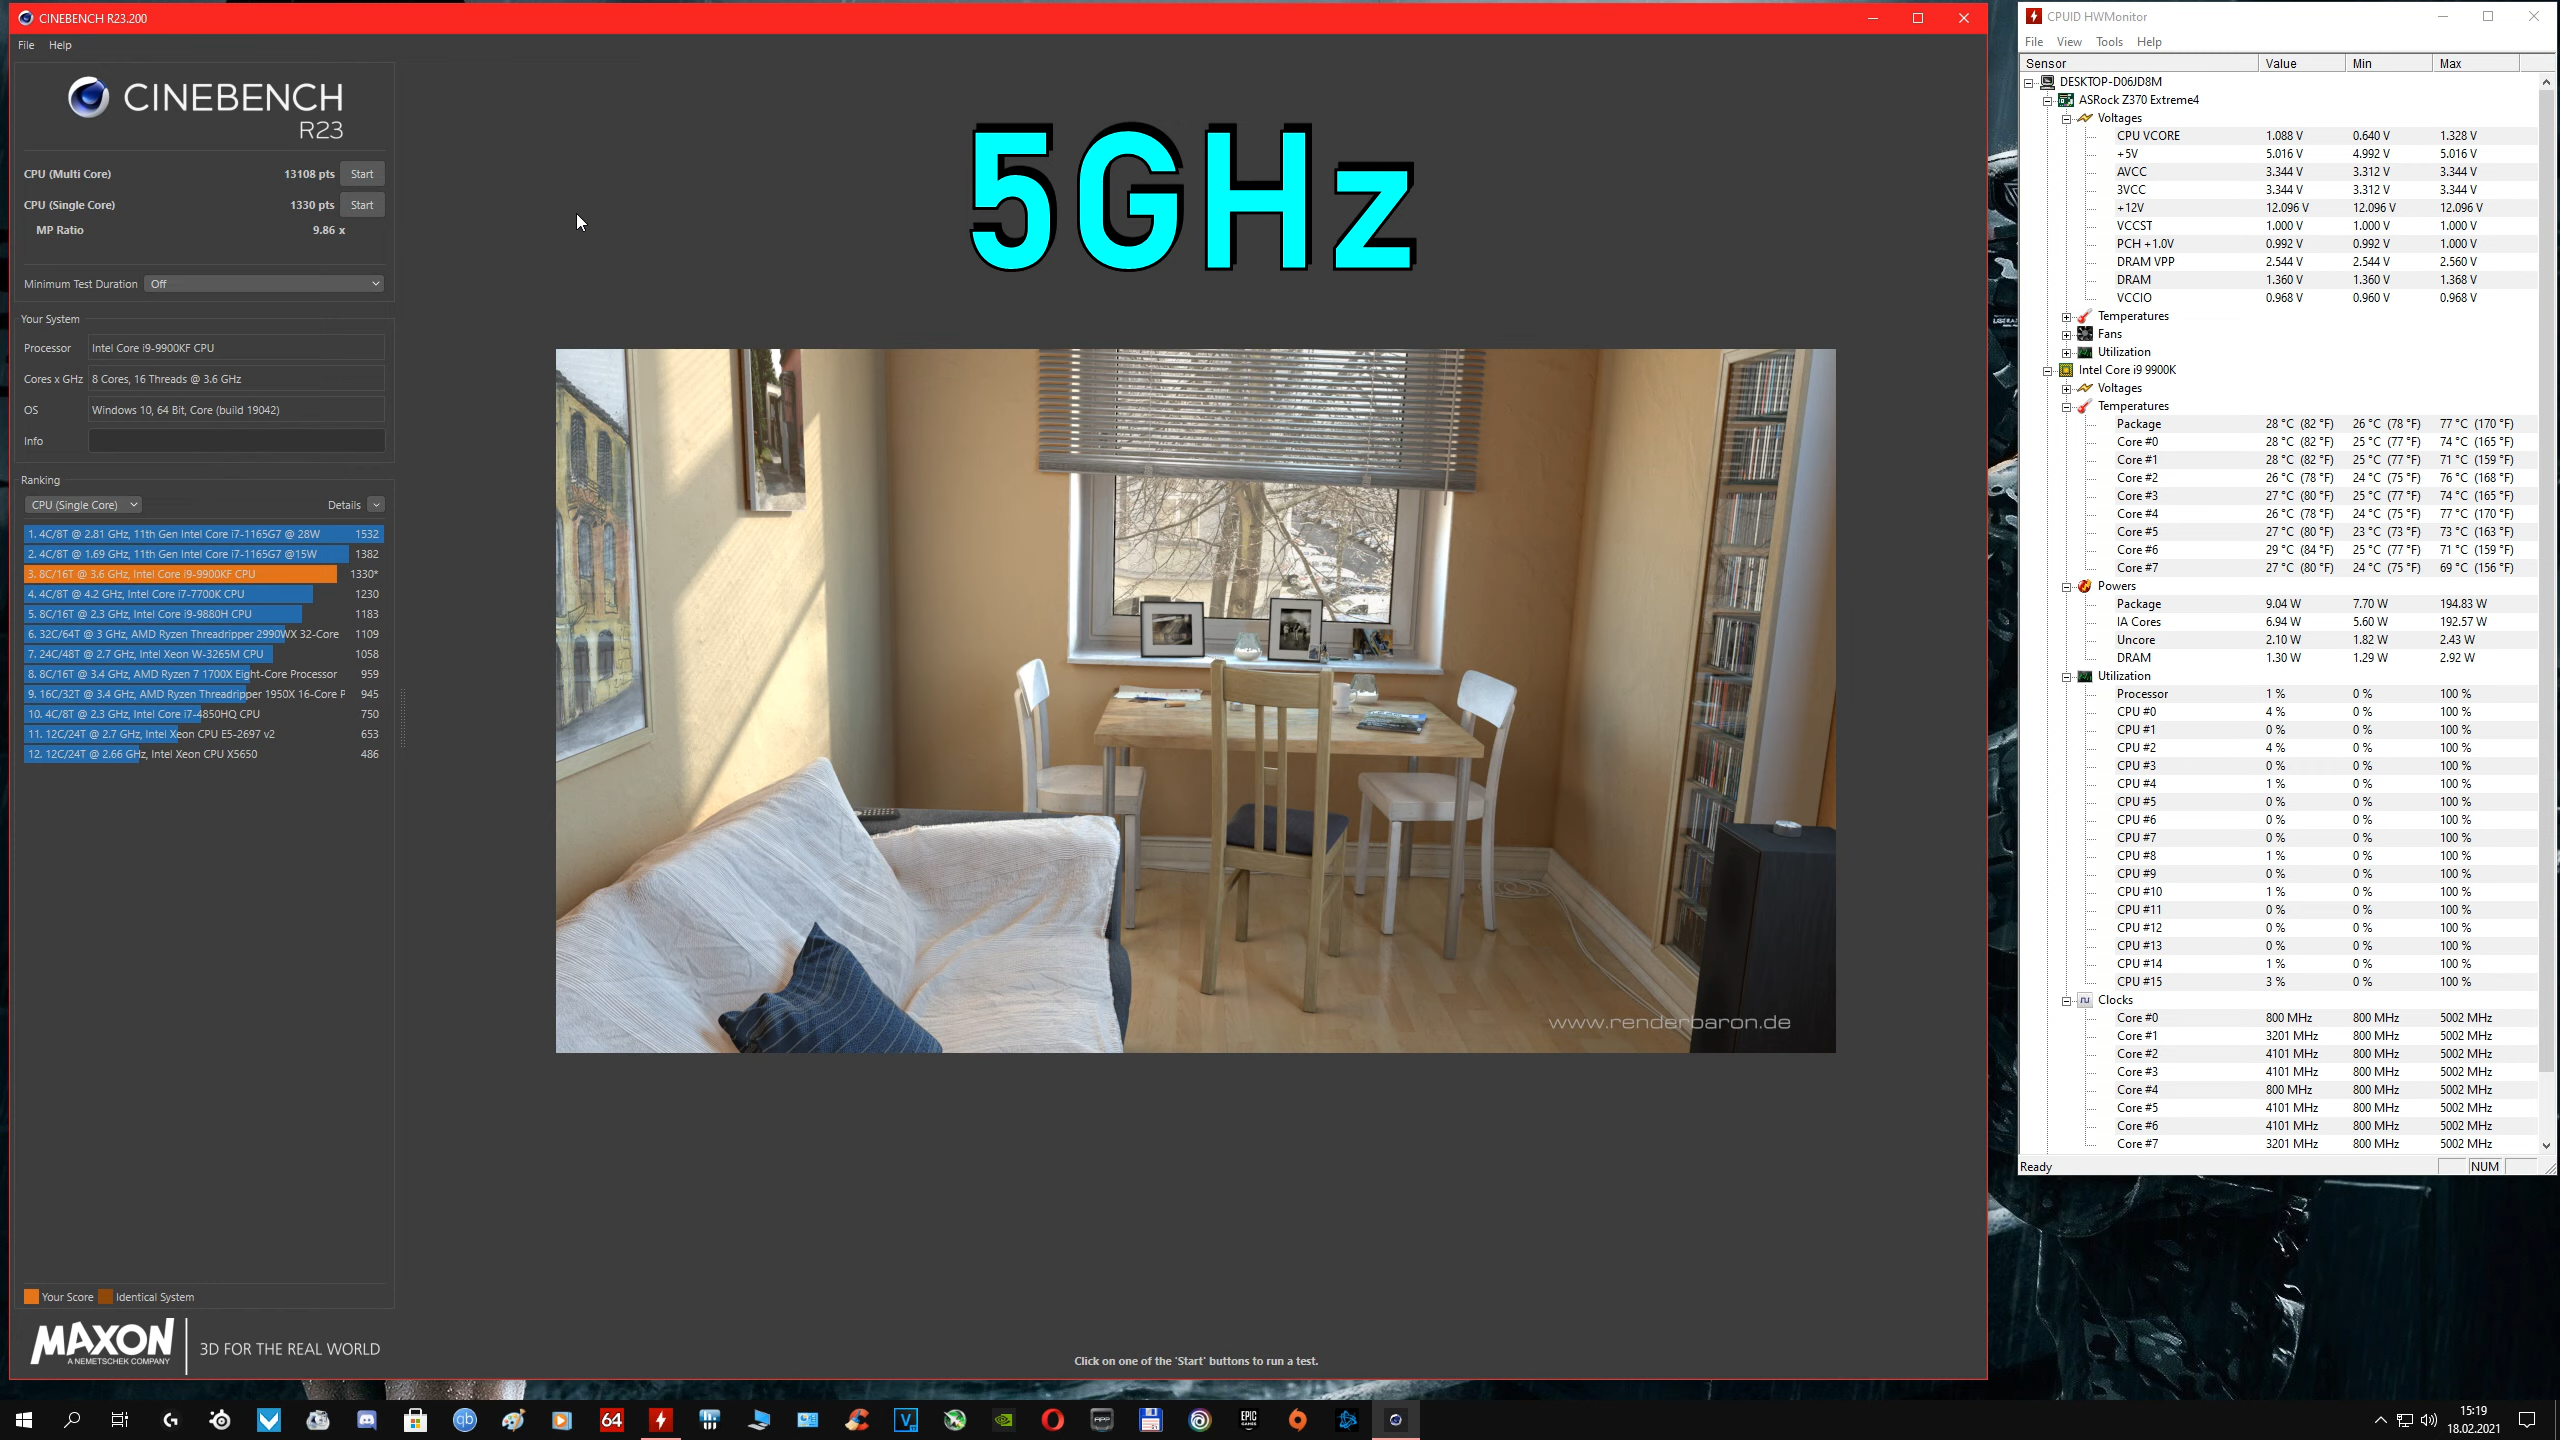 CINEBENCH R23.200
File Help
CINEBENCH
R23
CPU (Multi Core) 13108 pts Start
CPU (Single Core) 1330 pts Start
MP Ratio 9.86 x
Minimum Test Duration Off
Your System
Processor Intel Core i9-9900KF CPU
Cores x GHz 8 Cores, 16 Threads @ 3.6 GHz
OS Windows 10, 64 Bit, Core (build 19042)
Info
Ranking
CPU (Single Core) Details
1. 4C/8T @ 2.81 GHz, 11th Gen Intel Core i7-1165G7 @ 28W 1532
2. 4C/8T @ 1.69 GHz, 11th Gen Intel Core i7-1165G7 @15W 1382
3. 8C/16T @ 3.6 GHz, Intel Core i9-9900KF CPU 1330*
4. 4C/8T @ 4.2 GHz, Intel Core i7-7700K CPU 1230
5. 8C/16T @ 2.3 GHz, Intel Core i9-9880H CPU 1183
6. 32C/64T @ 3 GHz, AMD Ryzen Threadripper 2990WX 32-Core 1109
7. 24C/48T @ 2.7 GHz, Intel Xeon W-3265M CPU 1058
8. 8C/16T @ 3.4 GHz, AMD Ryzen 7 1700X Eight-Core Processor 959
9. 16C/32T @ 3.4 GHz, AMD Ryzen Threadripper 1950X 16-Core P 945
10. 4C/8T @ 2.3 GHz, Intel Core i7-4850HQ CPU 750
11. 12C/24T @ 2.7 GHz, Intel Xeon CPU E5-2697 v2 653
12. 12C/24T @ 2.66 GHz, Intel Xeon CPU X5650 486
Your Score Identical System
MAXON
A NEMETSCHEK COMPANY
3D FOR THE REAL WORLD
5GHz
www.renderbaron.de
Click on one of the 'Start' buttons to run a test.
CPUID HWMonitor
File View Tools Help
Sensor Value Min Max
DESKTOP-D06JD8M
ASRock Z370 Extreme4
Voltages
CPU VCORE 1.088 V 0.640 V 1.328 V
+5V 5.016 V 4.992 V 5.016 V
AVCC 3.344 V 3.312 V 3.344 V
3VCC 3.344 V 3.312 V 3.344 V
+12V 12.096 V 12.096 V 12.096 V
VCCST 1.000 V 1.000 V 1.000 V
PCH +1.0V 0.992 V 0.992 V 1.000 V
DRAM VPP 2.544 V 2.544 V 2.560 V
DRAM 1.360 V 1.360 V 1.368 V
VCCIO 0.968 V 0.960 V 0.968 V
Temperatures
Fans
Utilization
Intel Core i9 9900K
Voltages
Temperatures
Package 28 °C (82 °F) 26 °C (78 °F) 77 °C (170 °F)
Core #0 28 °C (82 °F) 25 °C (77 °F) 74 °C (165 °F)
Core #1 28 °C (82 °F) 25 °C (77 °F) 71 °C (159 °F)
Core #2 26 °C (78 °F) 24 °C (75 °F) 76 °C (168 °F)
Core #3 27 °C (80 °F) 25 °C (77 °F) 74 °C (165 °F)
Core #4 26 °C (78 °F) 24 °C (75 °F) 77 °C (170 °F)
Core #5 27 °C (80 °F) 23 °C (73 °F) 73 °C (163 °F)
Core #6 29 °C (84 °F) 25 °C (77 °F) 71 °C (159 °F)
Core #7 27 °C (80 °F) 24 °C (75 °F) 69 °C (156 °F)
Powers
Package 9.04 W 7.70 W 194.83 W
IA Cores 6.94 W 5.60 W 192.57 W
Uncore 2.10 W 1.82 W 2.43 W
DRAM 1.30 W 1.29 W 2.92 W
Utilization
Processor 1 % 0 % 100 %
CPU #0 4 % 0 % 100 %
CPU #1 0 % 0 % 100 %
CPU #2 4 % 0 % 100 %
CPU #3 0 % 0 % 100 %
CPU #4 1 % 0 % 100 %
CPU #5 0 % 0 % 100 %
CPU #6 0 % 0 % 100 %
CPU #7 0 % 0 % 100 %
CPU #8 1 % 0 % 100 %
CPU #9 0 % 0 % 100 %
CPU #10 1 % 0 % 100 %
CPU #11 0 % 0 % 100 %
CPU #12 0 % 0 % 100 %
CPU #13 0 % 0 % 100 %
CPU #14 1 % 0 % 100 %
CPU #15 3 % 0 % 100 %
Clocks
Core #0 800 MHz 800 MHz 5002 MHz
Core #1 3201 MHz 800 MHz 5002 MHz
Core #2 4101 MHz 800 MHz 5002 MHz
Core #3 4101 MHz 800 MHz 5002 MHz
Core #4 800 MHz 800 MHz 5002 MHz
Core #5 4101 MHz 800 MHz 5002 MHz
Core #6 4101 MHz 800 MHz 5002 MHz
Core #7 3201 MHz 800 MHz 5002 MHz
Ready NUM
qb 64 V APP EPIC GAMES
15:19
18.02.2021